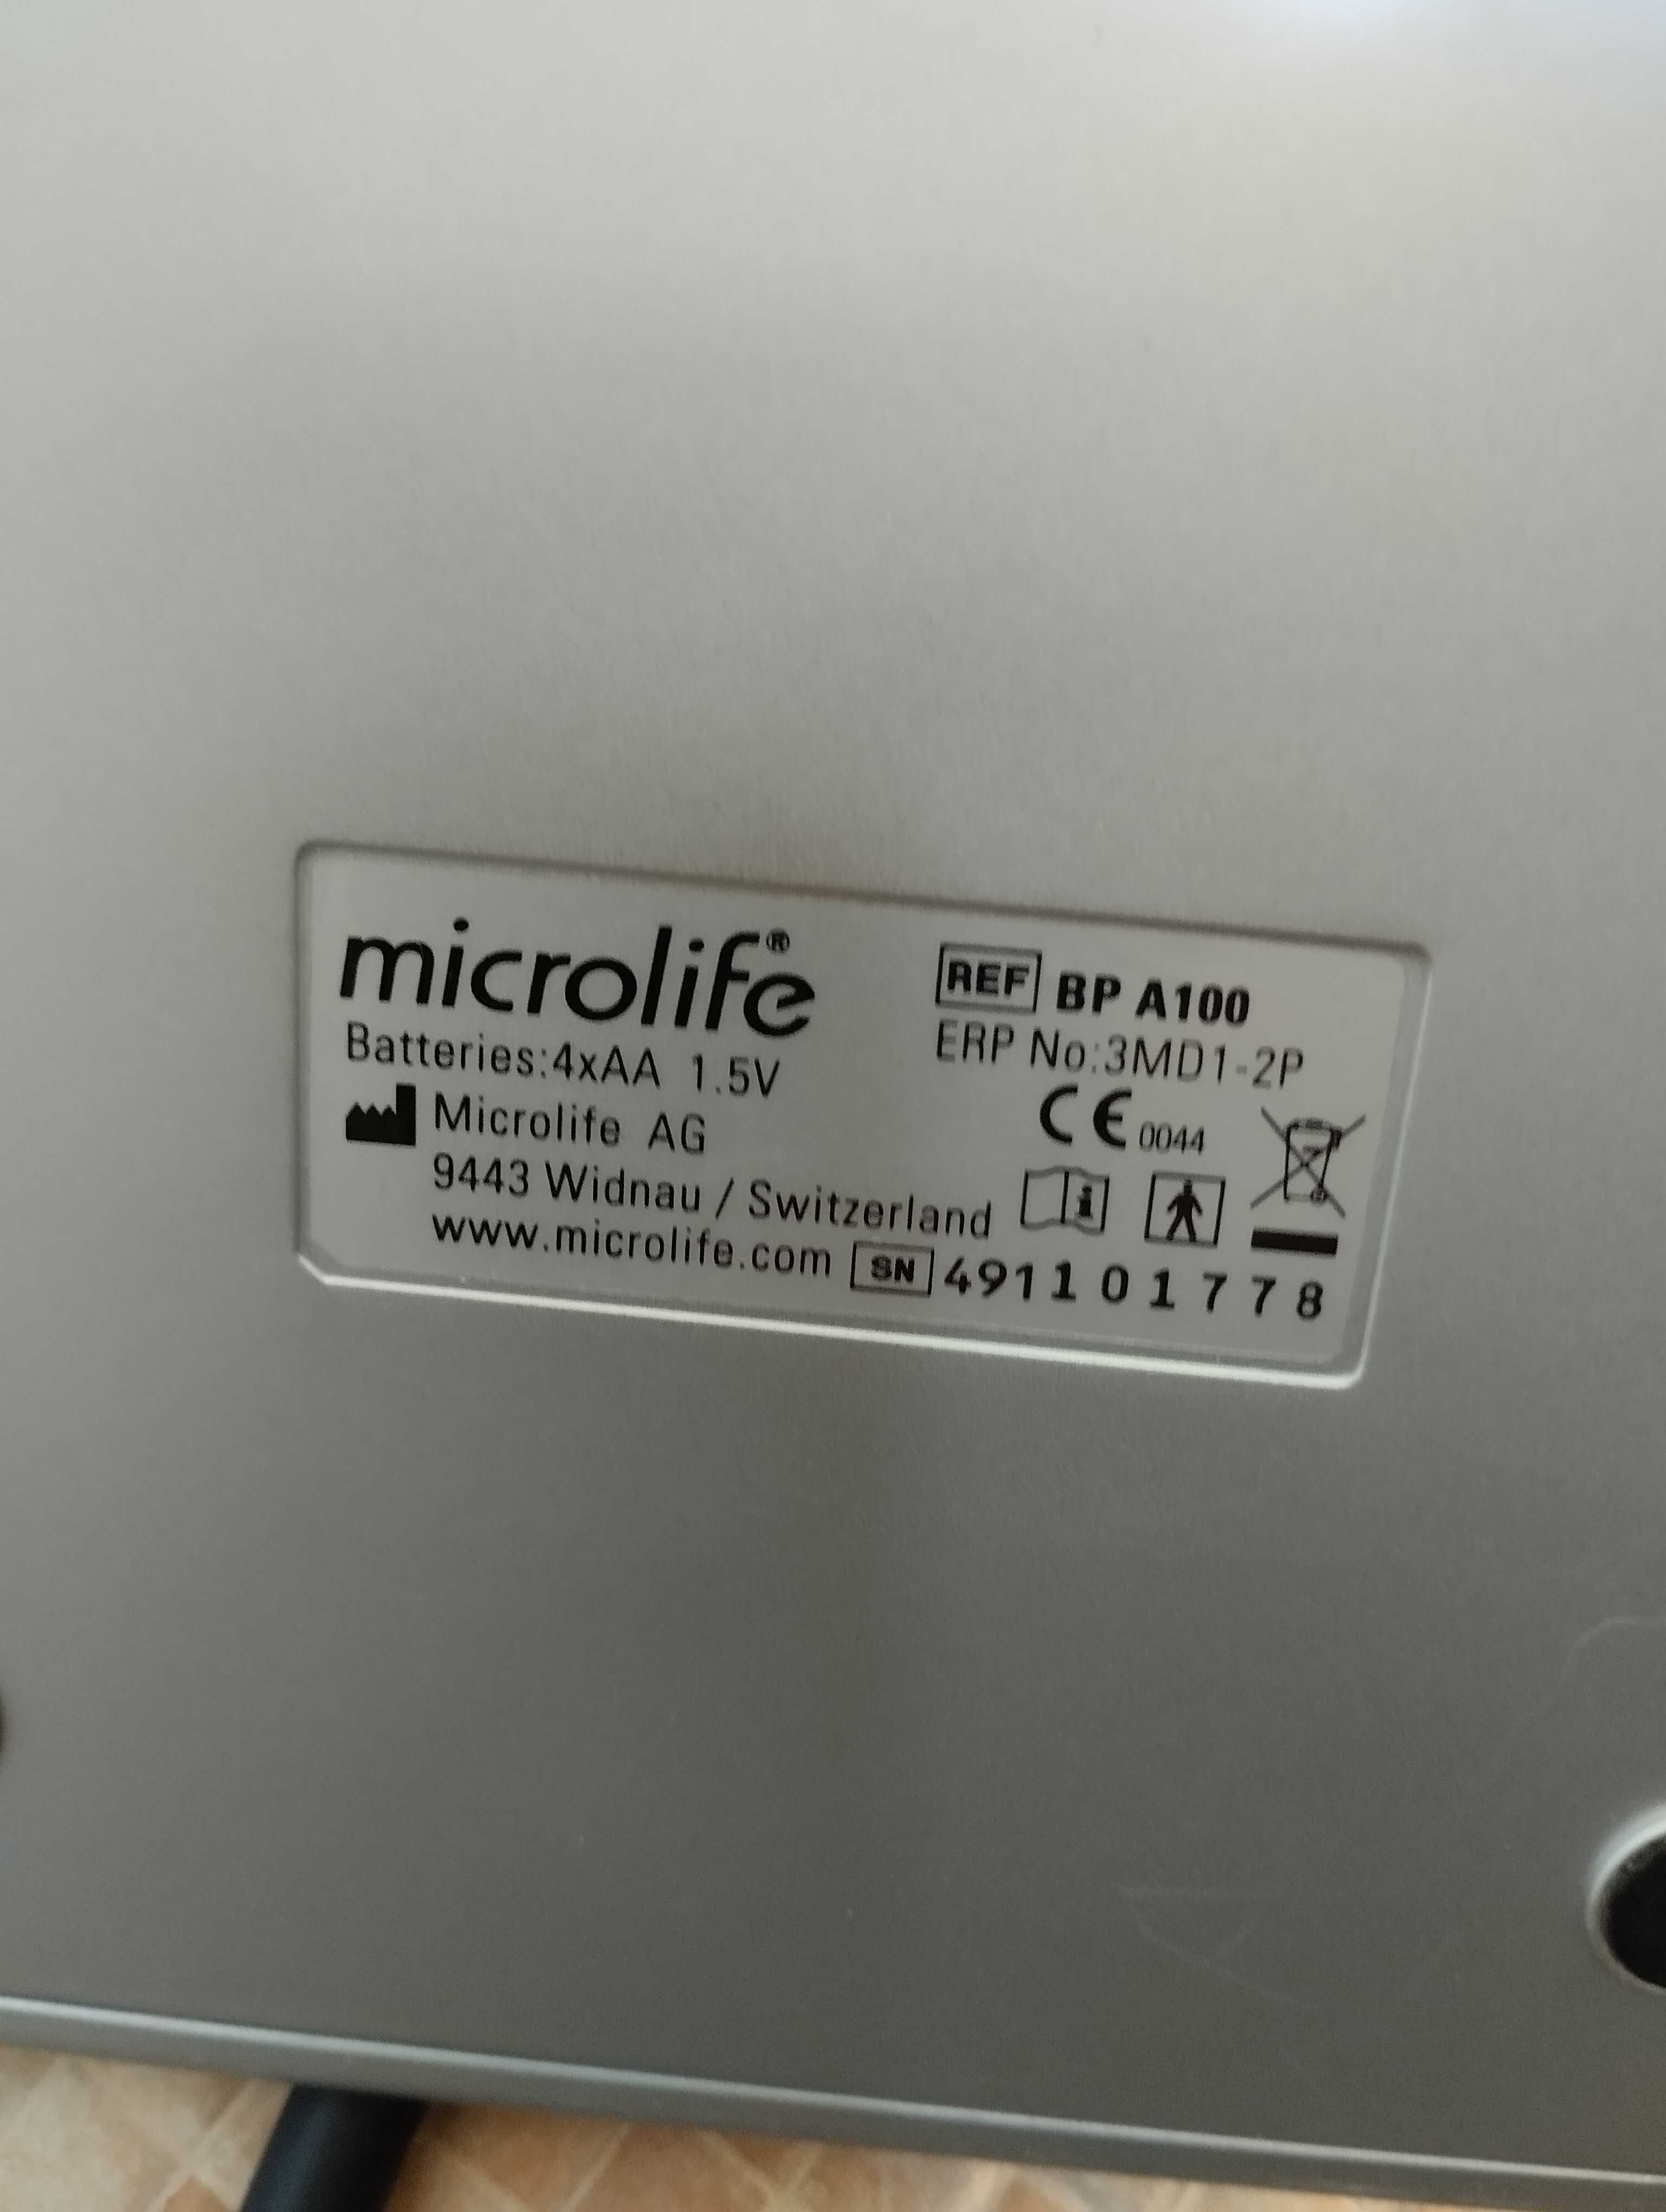 microlife®
Batteries:4xAA 1.5V
Microlife AG
9443 Widnau / Switzerland
www.microlife.com
REF BP A100
ERP No:3MD1-2P
CE 0044
i
SN 491101778